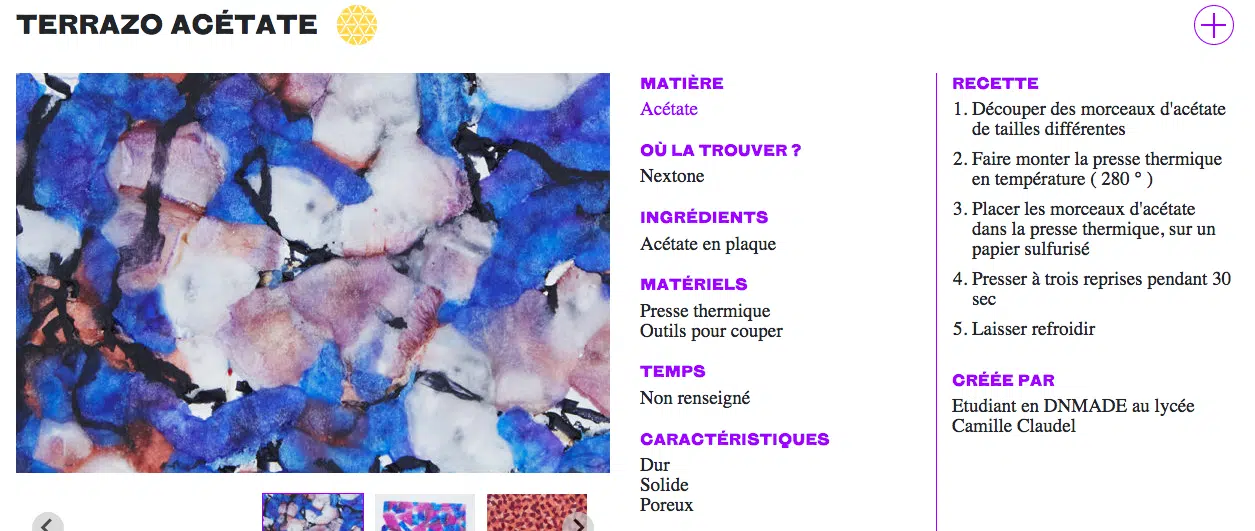 TERRAZO ACÉTATE
MATIÈRE
Acétate
OÙ LA TROUVER ?
Nextone
INGRÉDIENTS
Acétate en plaque
MATÉRIELS
Presse thermique
Outils pour couper
TEMPS
Non renseigné
CARACTÉRISTIQUES
Dur
Solide
Poreux
RECETTE
1. Découper des morceaux d'acétate
de tailles différentes
2. Faire monter la presse thermique
en température ( 280 ° )
3. Placer les morceaux d'acétate
dans la presse thermique, sur un
papier sulfurisé
4. Presser à trois reprises pendant 30
sec
5. Laisser refroidir
CRÉÉE PAR
Etudiant en DNMADE au lycée
Camille Claudel